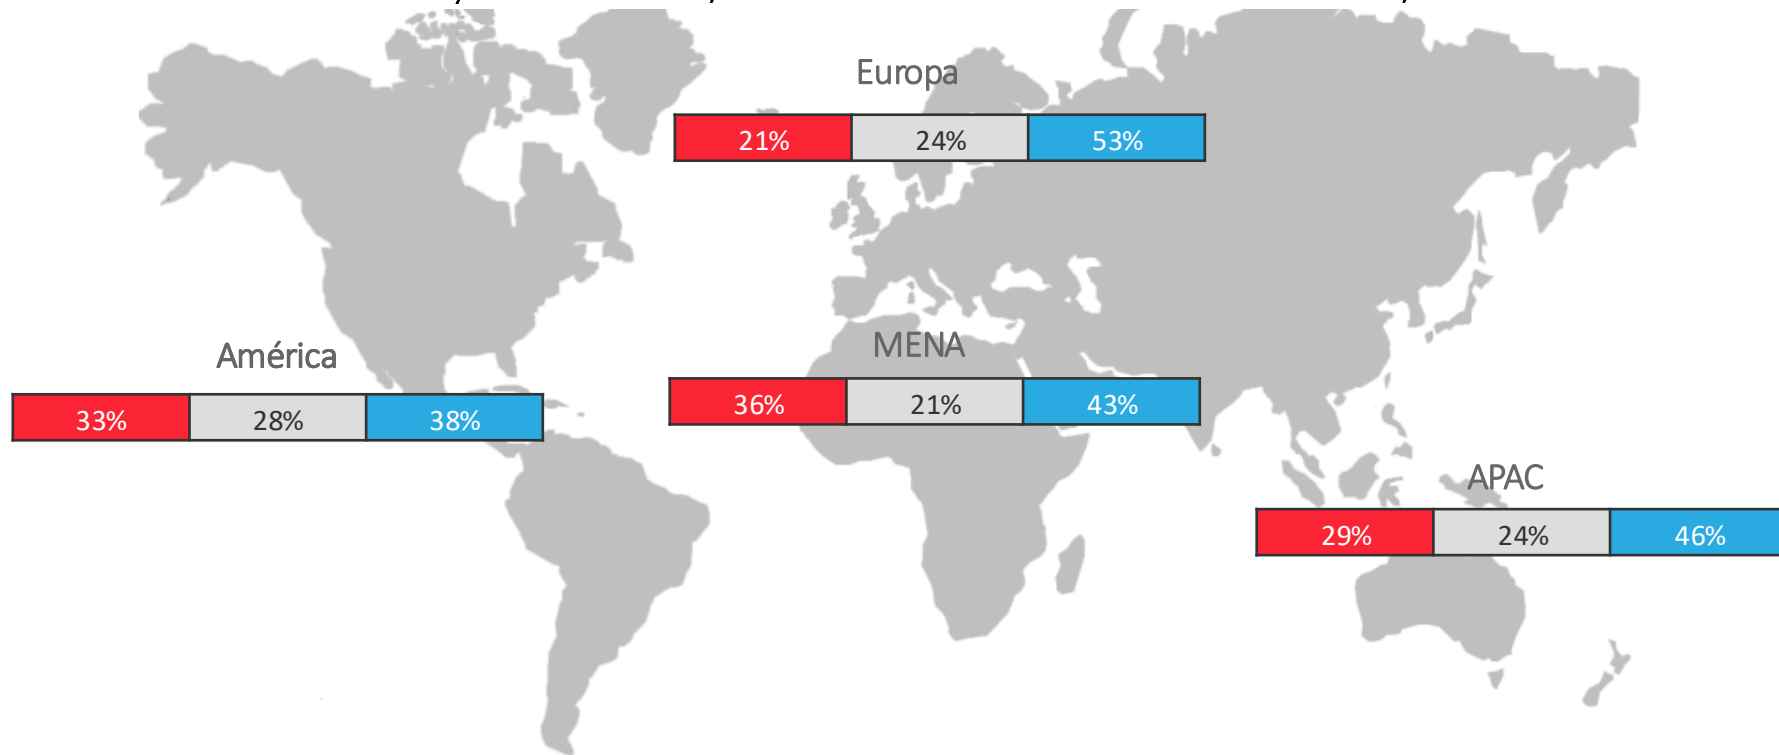 Europa
21% 24% 53%
América
33% 28% 38%
MENA
36% 21% 43%
APAC
29% 24% 46%